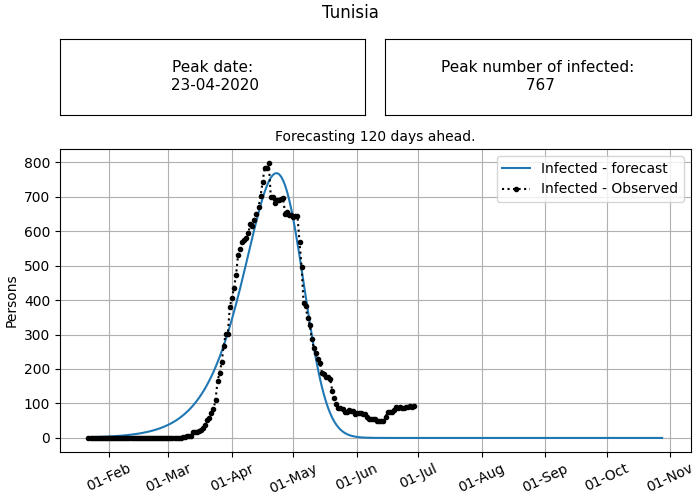 Tunisia
Peak date:
23-04-2020
Peak number of infected:
767
Forecasting 120 days ahead.
Infected - forecast
Infected - Observed
Persons
800
700
600
500
400
300
200
100
0
01-Feb
01-Mar
01-Apr
01-May
01-Jun
01-Jul
01-Aug
01-Sep
01-Oct
01-Nov